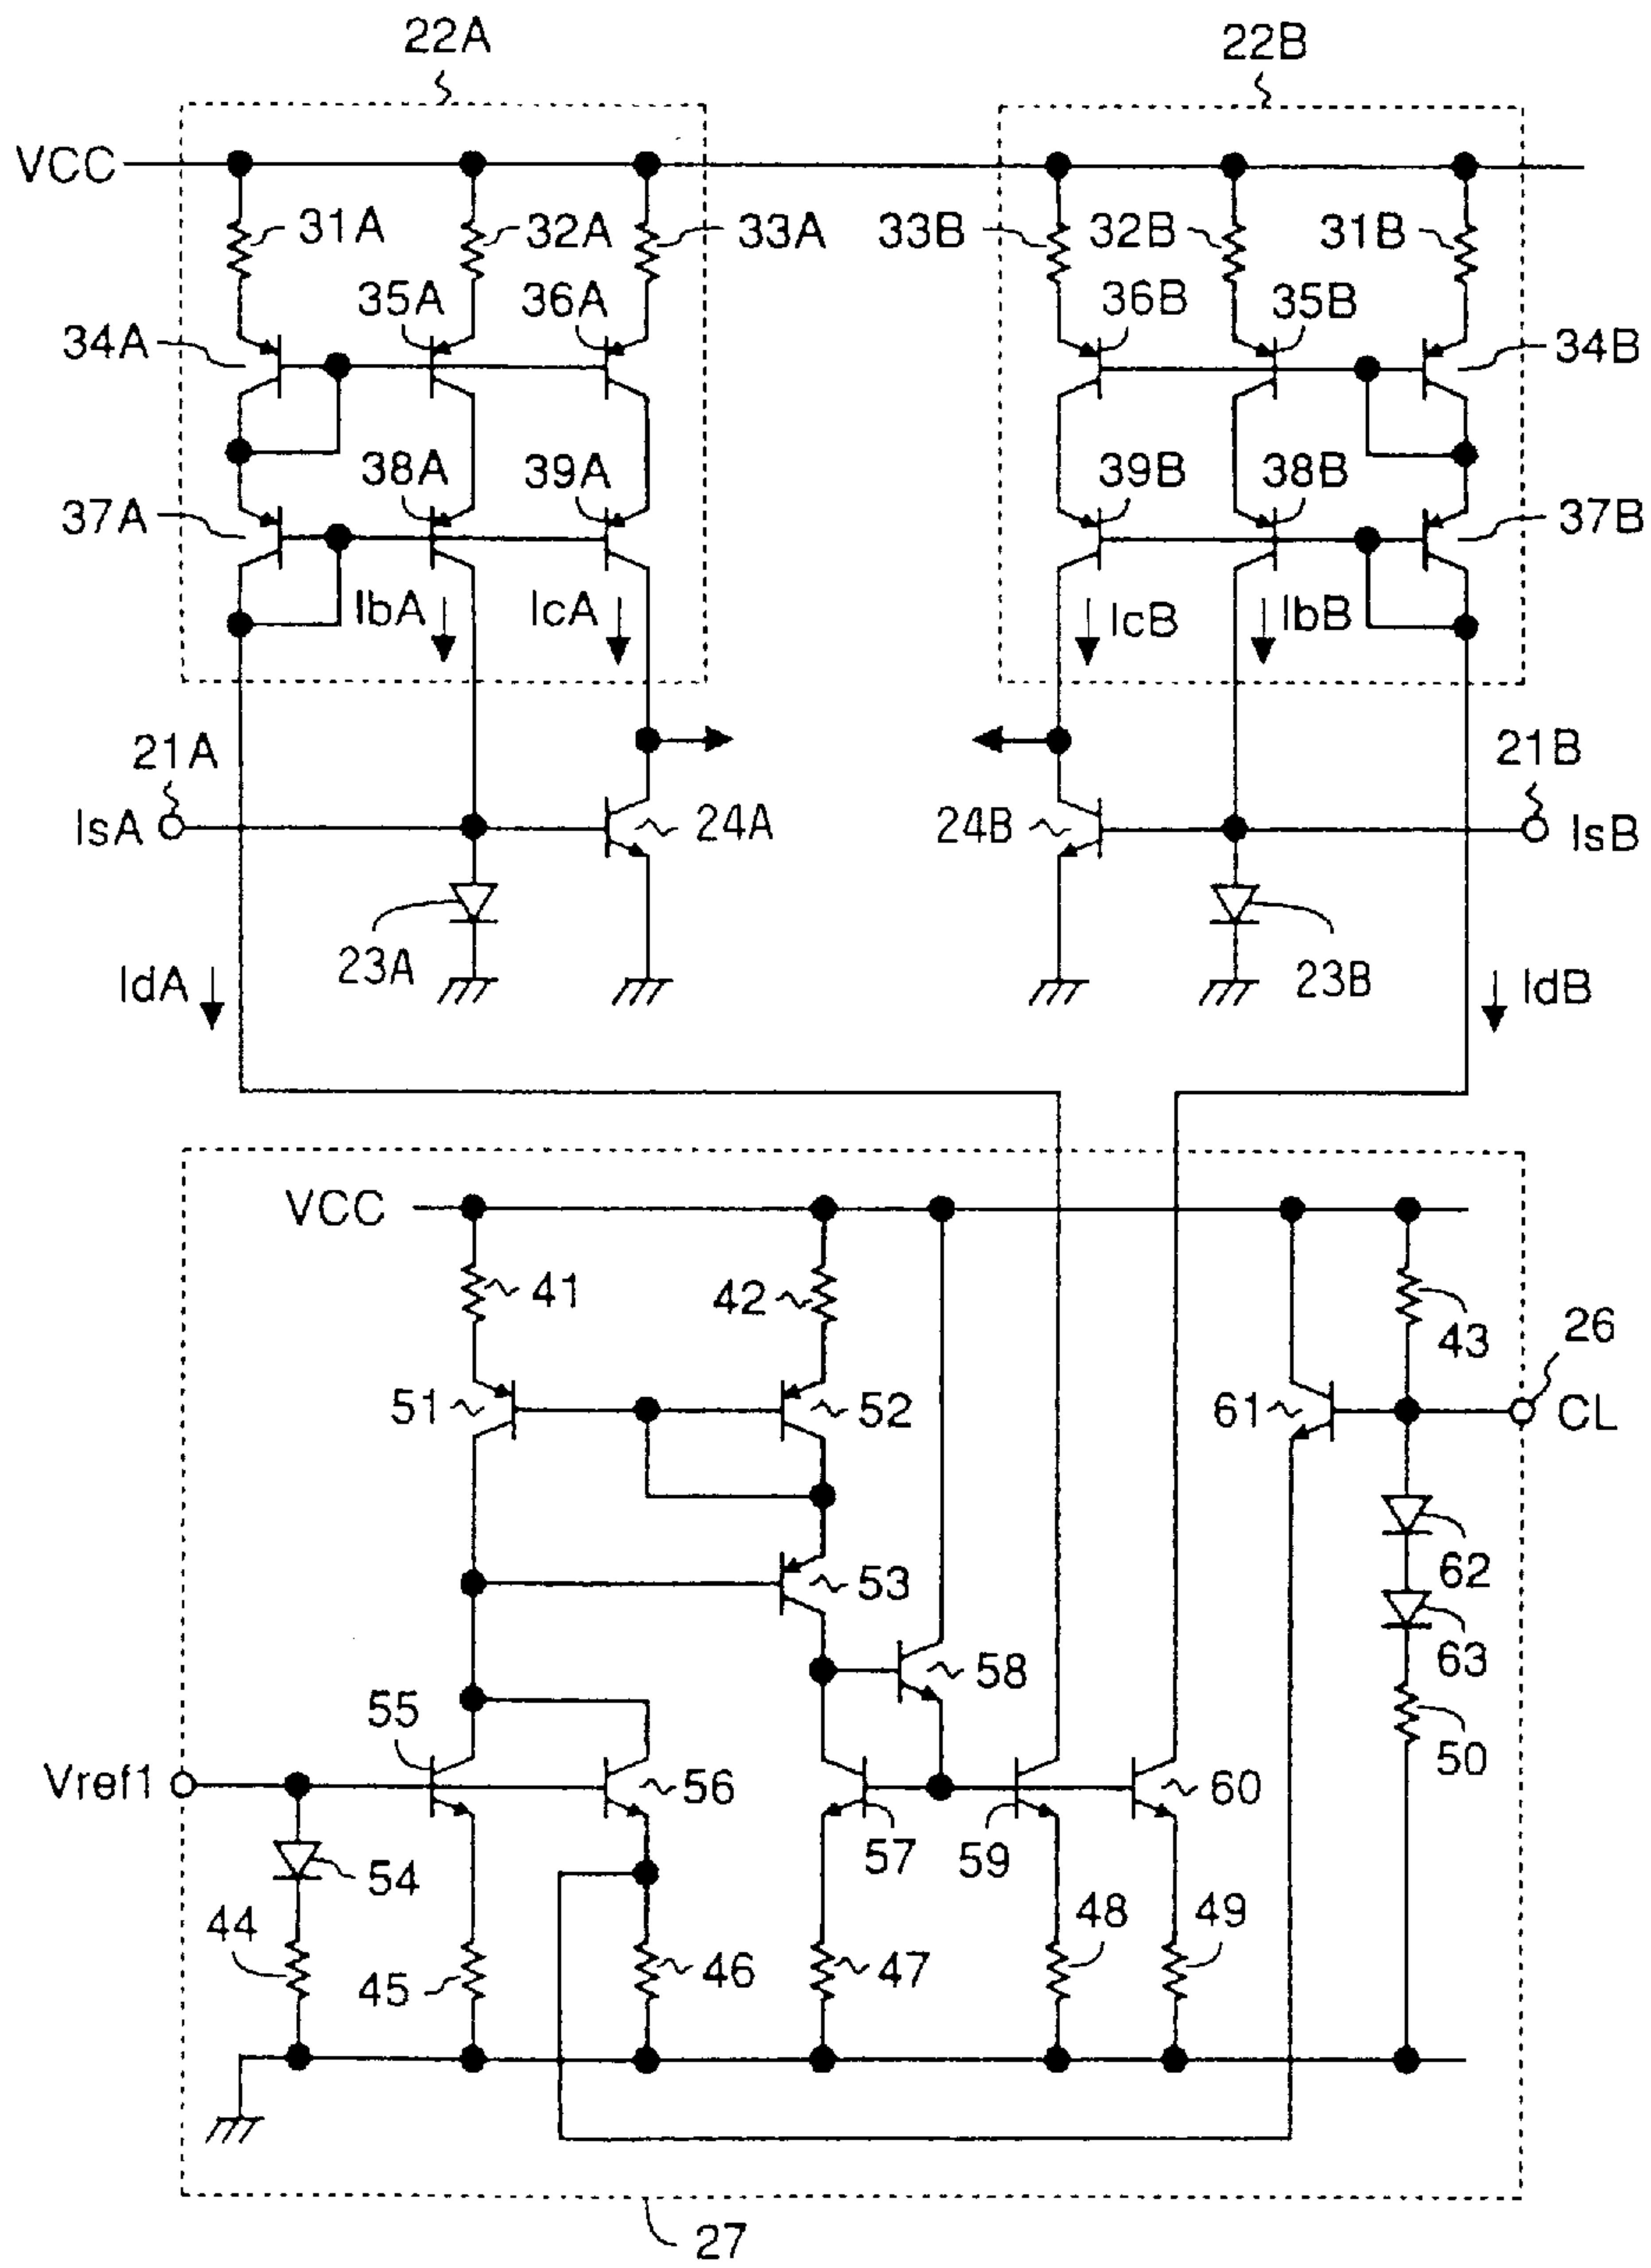 22A 22B
VCC
31A 32A 33A 33B 32B 31B
35A 36A 36B 35B
34A 34B
38A 39A 39B 38B
37A 37B
IbA IcA IcB IbB
21A 21B
IsA 24A 24B IsB
23A 23B
IdA IdB
VCC
41 42 43 26
51 52 61 CL
53 62
58 63
55 50
Vref1 56 60
54 57 59
44 48 49
45 46 47
27